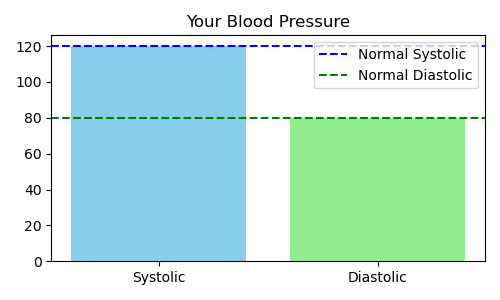 Your Blood Pressure
Normal Systolic
Normal Diastolic
120
100
80
60
40
20
0
Systolic
Diastolic